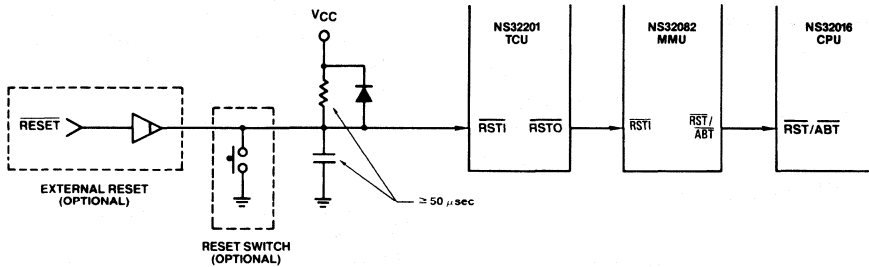 VCC
NS32201
TCU
NS32082
MMU
NS32016
CPU
RESET
RSTI
RSTO
RSTI
RST/
ABT
RST/ABT
≥ 50 μsec
EXTERNAL RESET
(OPTIONAL)
RESET SWITCH
(OPTIONAL)